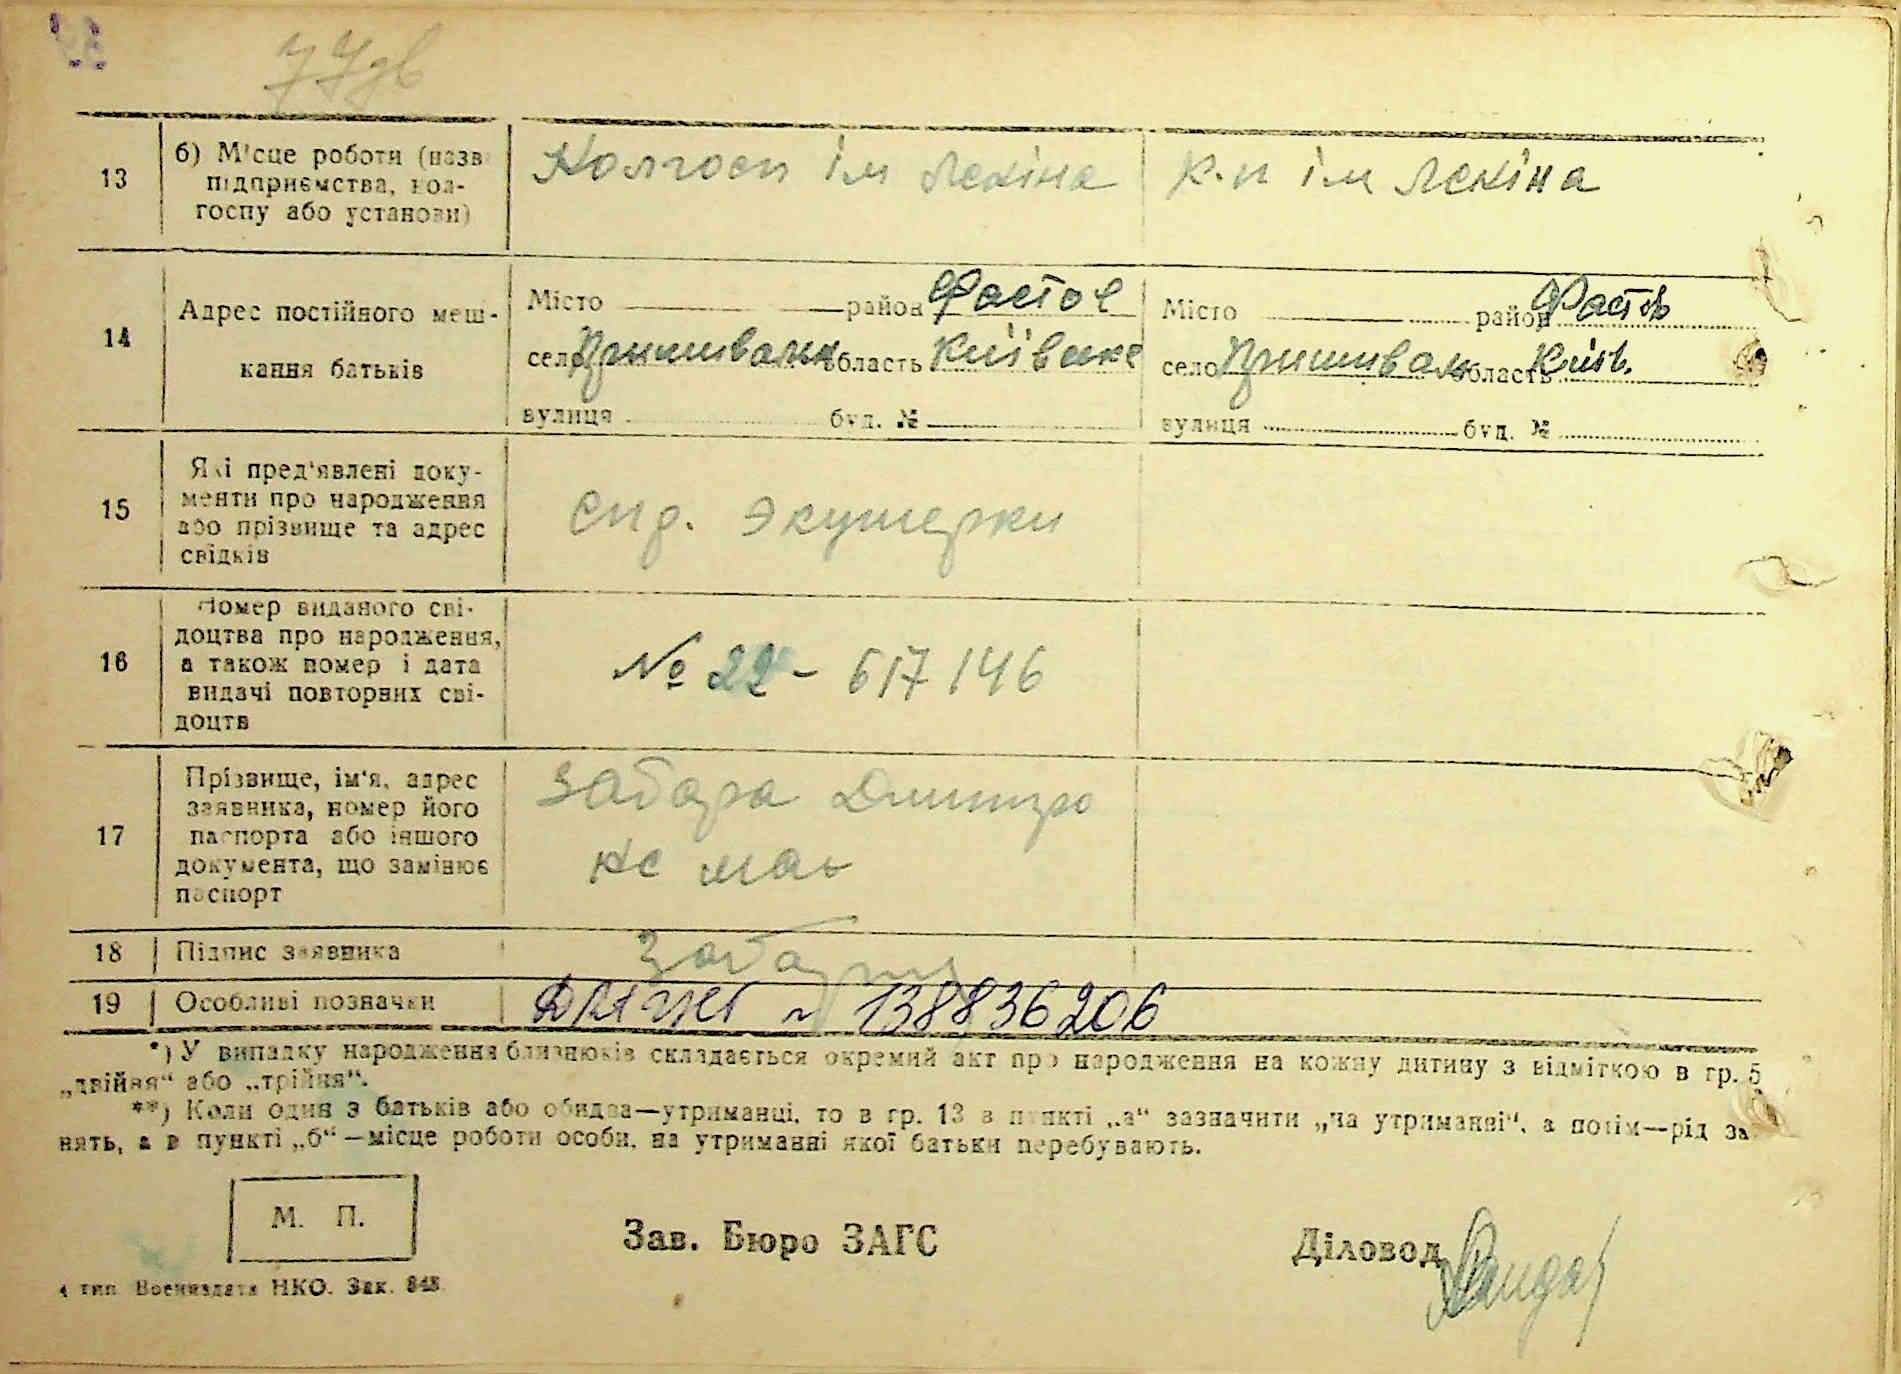 77 зв
13
б) Місце роботи (назв
підприємства, кол-
госпу або установи)
Колгосп ім Леніна
к.п ім Леніна
14
Адрес постійного меш-
кання батьків
Місто район Фастов
село Пришивальн область Київське
вулиця буд. №
Місто район Фастов
село Пришивальн область Київ.
вулиця буд. №
15
Які пред'явлені доку-
менти про народження
або прізвище та адрес
свідків
спр. экушерки
16
Номер виданого сві-
доцтва про народження,
а також номер і дата
видачі повторних сві-
доцтв
№ 22 - 617146
17
Прізвище, ім'я, адрес
заявника, номер його
паспорта або іншого
документа, що замінює
паспорт
Забара Дмитро
не має
18
Підпис заявника
Забара
19
Особливі позначки
138836206
*) У випадку народження близнюків складається окремий акт про народження на кожну дитину з відміткою в гр. 5
„двійня“ або „трійня“.
**) Коли один з батьків або обидва—утриманці, то в гр. 13 в пункті „а“ зазначити „на утриманні“, а потім—рід за
нять, а в пункті „б“—місце роботи особи, на утриманні якої батьки перебувають.
М. П.
Зав. Бюро ЗАГС
Діловод
4 тип Воениздата НКО. Зак. 848